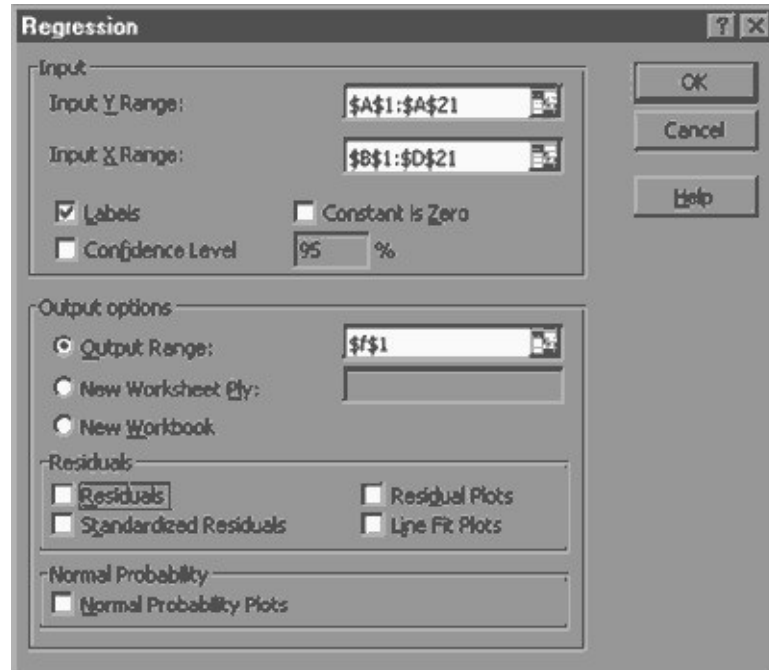 Regression
Input
Input Y Range:
$A$1:$A$21
OK
Input X Range:
$B$1:$D$21
Cancel
Labels
Constant is Zero
Help
Confidence Level
95
%
Output options
Output Range:
$f$1
New Worksheet Ply:
New Workbook
Residuals
Residuals
Residual Plots
Standardized Residuals
Line Fit Plots
Normal Probability
Normal Probability Plots